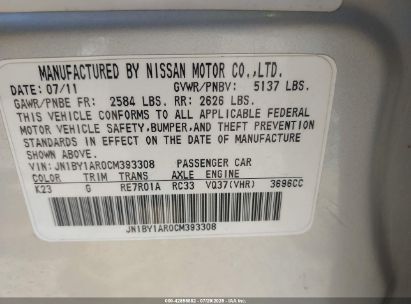 MANUFACTURED BY NISSAN MOTOR CO.,LTD.
DATE: 07/11 GVWR/PNBV: 5137 LBS.
GAWR/PNBE FR: 2584 LBS. RR: 2626 LBS.
THIS VEHICLE CONFORMS TO ALL APPLICABLE FEDERAL
MOTOR VEHICLE SAFETY, BUMPER, AND THEFT PREVENTION
STANDARDS IN EFFECT ON THE DATE OF MANUFACTURE
SHOWN ABOVE.
VIN: JN1BY1AR0CM393308 PASSENGER CAR
COLOR TRIM TRANS AXLE ENGINE
K23 G RE7R01A RC33 VQ37(VHR) 3696CC
JN1BY1AR0CM393308